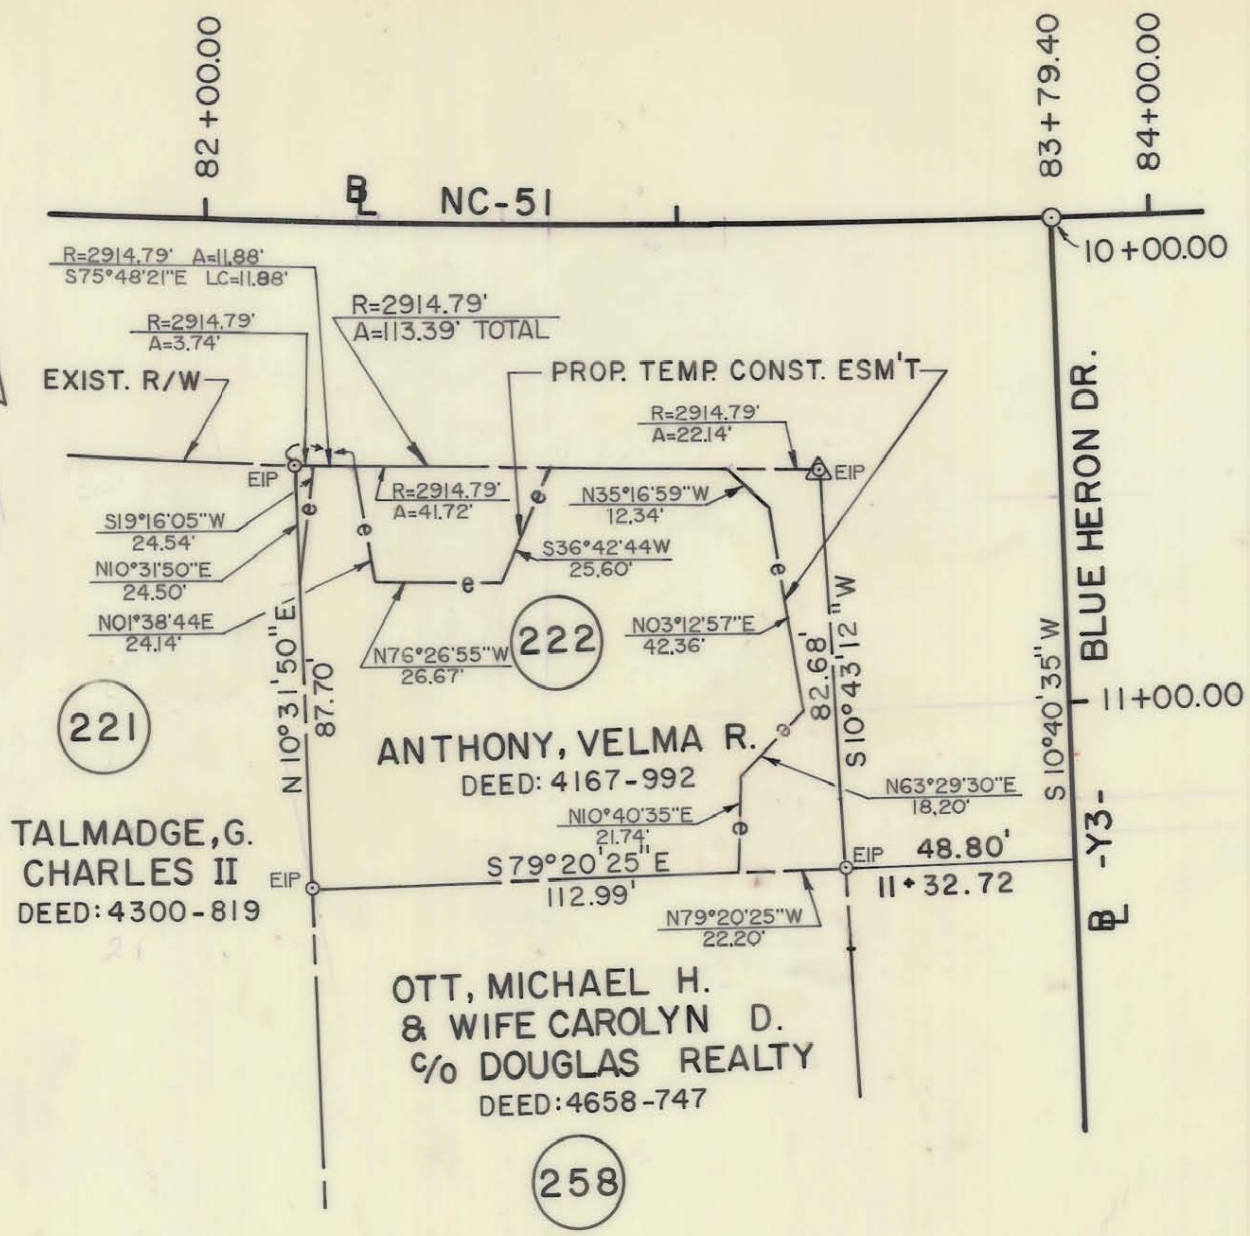 82+00.00
83+79.40
84+00.00
BL NC-51
10+00.00
R=2914.79' A=11.88'
S75°48'21"E LC=11.88'
R=2914.79'
A=113.39' TOTAL
R=2914.79'
A=3.74'
EXIST. R/W
PROP. TEMP. CONST. ESM'T
R=2914.79'
A=22.14'
EIP
EIP
R=2914.79'
A=41.72'
N35°16'59"W
12.34'
S19°16'05"W
24.54'
e
e
e
S36°42'44W
25.60'
N10°31'50"E
24.50'
e
e
N01°38'44E
24.14'
N76°26'55"W
26.67'
222
N03°12'57"E
42.36'
N 10°31'50"E
87.70'
82.68'
S10°43'12"W
S10°40'35"W
BLUE HERON DR.
11+00.00
221
ANTHONY, VELMA R.
DEED: 4167-992
e
N63°29'30"E
18.20'
N10°40'35"E
21.74'
e
TALMADGE, G.
CHARLES II
DEED: 4300-819
EIP
S79°20'25"E
112.99'
EIP
48.80'
11+32.72
-Y3-
BL
N79°20'25"W
22.20'
21
OTT, MICHAEL H.
& WIFE CAROLYN D.
c/o DOUGLAS REALTY
DEED: 4658-747
258